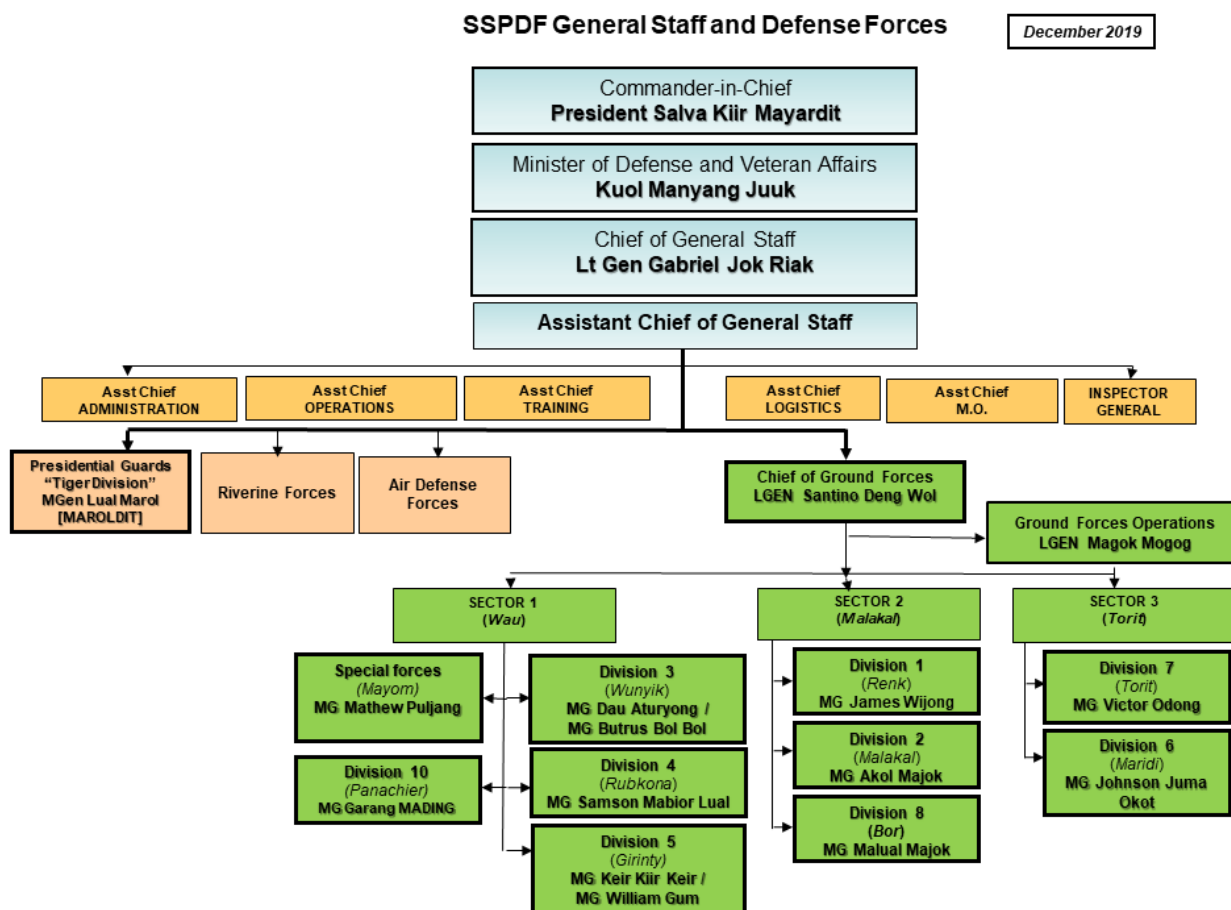 SSPDF General Staff and Defense Forces
December 2019
Commander-in-Chief
President Salva Kiir Mayardit
Minister of Defense and Veteran Affairs
Kuol Manyang Juuk
Chief of General Staff
Lt Gen Gabriel Jok Riak
Assistant Chief of General Staff
Asst Chief
ADMINISTRATION
Asst Chief
OPERATIONS
Asst Chief
TRAINING
Asst Chief
LOGISTICS
Asst Chief
M.O.
INSPECTOR
GENERAL
Presidential Guards
“Tiger Division”
MGen Lual Marol
[MAROLDIT]
Riverine Forces
Air Defense
Forces
Chief of Ground Forces
LGEN Santino Deng Wol
Ground Forces Operations
LGEN Magok Mogog
SECTOR 1
(Wau)
SECTOR 2
(Malakal)
SECTOR 3
(Torit)
Special forces
(Mayom)
MG Mathew Puljang
Division 3
(Wunyik)
MG Dau Aturyong /
MG Butrus Bol Bol
Division 10
(Panachier)
MG Garang MADING
Division 4
(Rubkona)
MG Samson Mabior Lual
Division 5
(Girinty)
MG Keir Kiir Keir /
MG William Gum
Division 1
(Renk)
MG James Wijong
Division 2
(Malakal)
MG Akol Majok
Division 8
(Bor)
MG Malual Majok
Division 7
(Torit)
MG Victor Odong
Division 6
(Maridi)
MG Johnson Juma
Okot